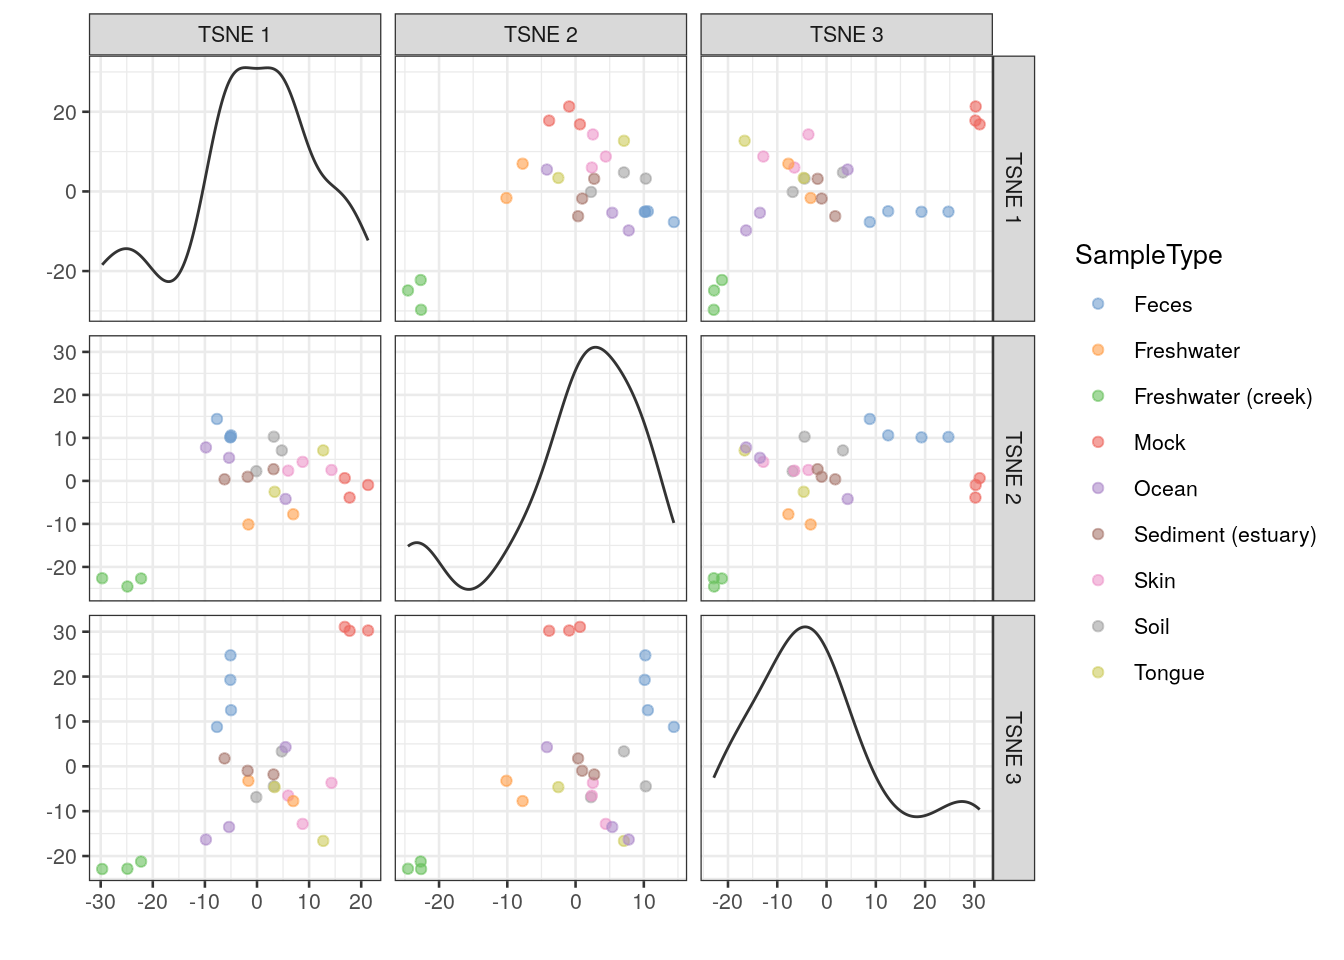 TSNE 1 TSNE 2 TSNE 3
20
0
-20
TSNE 1
30
20
10
0
-10
-20
TSNE 2
30
20
10
0
-10
-20
TSNE 3
-30 -20 -10 0 10 20 -20 -10 0 10 -20 -10 0 10 20 30
SampleType
Feces
Freshwater
Freshwater (creek)
Mock
Ocean
Sediment (estuary)
Skin
Soil
Tongue